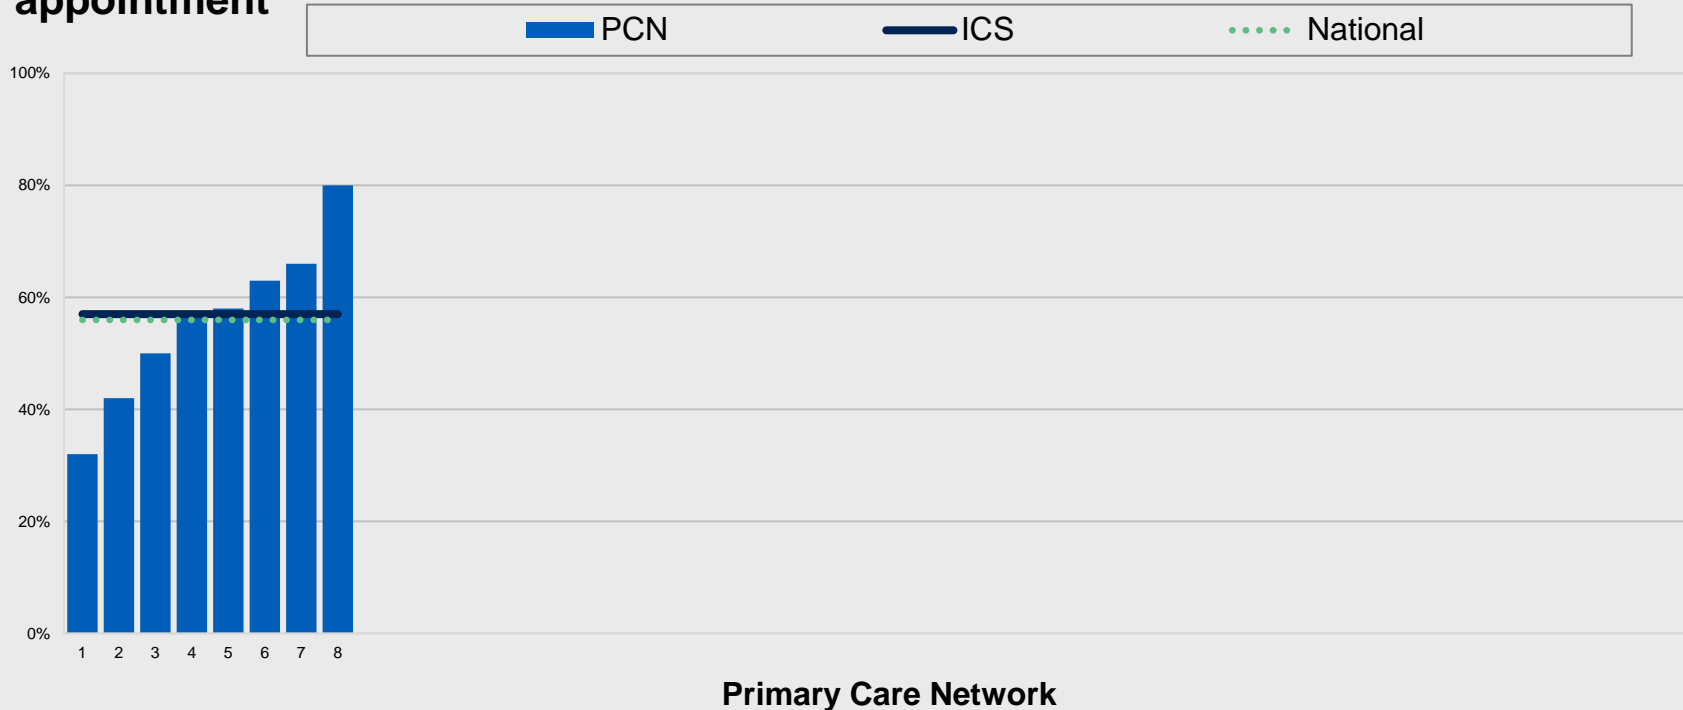 appointment
PCN ICS National
100%
80%
60%
40%
20%
0%
1 2 3 4 5 6 7 8
Primary Care Network